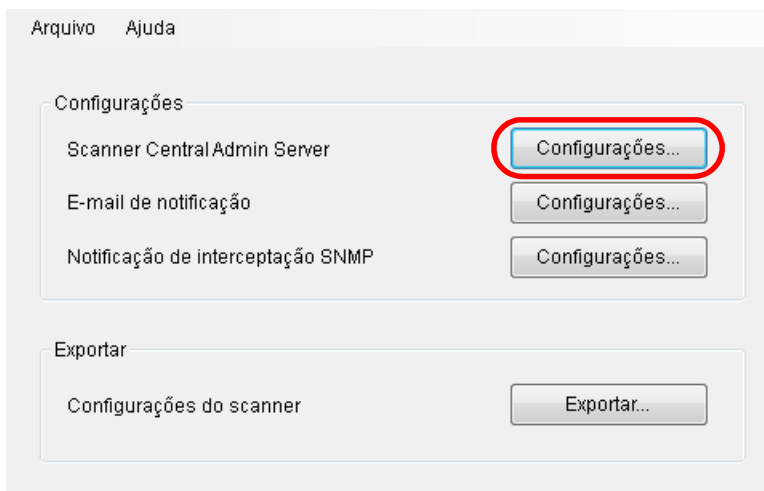 Arquivo Ajuda
Configurações
Scanner Central Admin Server Configurações...
E-mail de notificação Configurações...
Notificação de interceptação SNMP Configurações...
Exportar
Configurações do scanner Exportar...